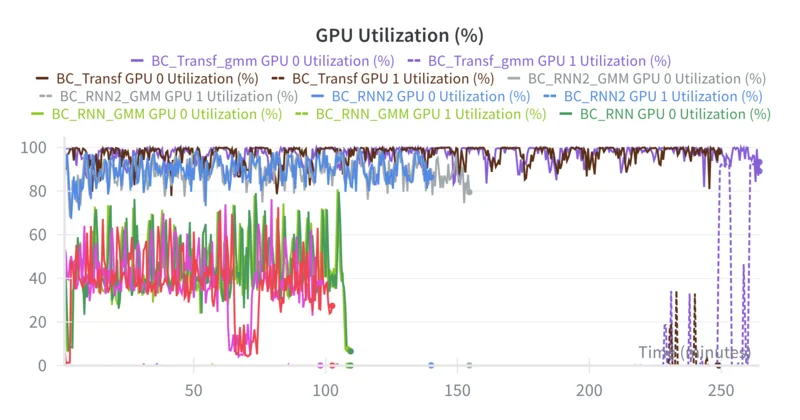 GPU Utilization (%)
BC_Transf_gmm GPU 0 Utilization (%) BC_Transf_gmm GPU 1 Utilization (%)
BC_Transf GPU 0 Utilization (%) BC_Transf GPU 1 Utilization (%) BC_RNN2_GMM GPU 0 Utilization (%)
BC_RNN2_GMM GPU 1 Utilization (%) BC_RNN2 GPU 0 Utilization (%) BC_RNN2 GPU 1 Utilization (%)
BC_RNN_GMM GPU 0 Utilization (%) BC_RNN_GMM GPU 1 Utilization (%) BC_RNN GPU 0 Utilization (%)
100
80
60
40
20
Time (minutes)
0
50 100 150 200 250